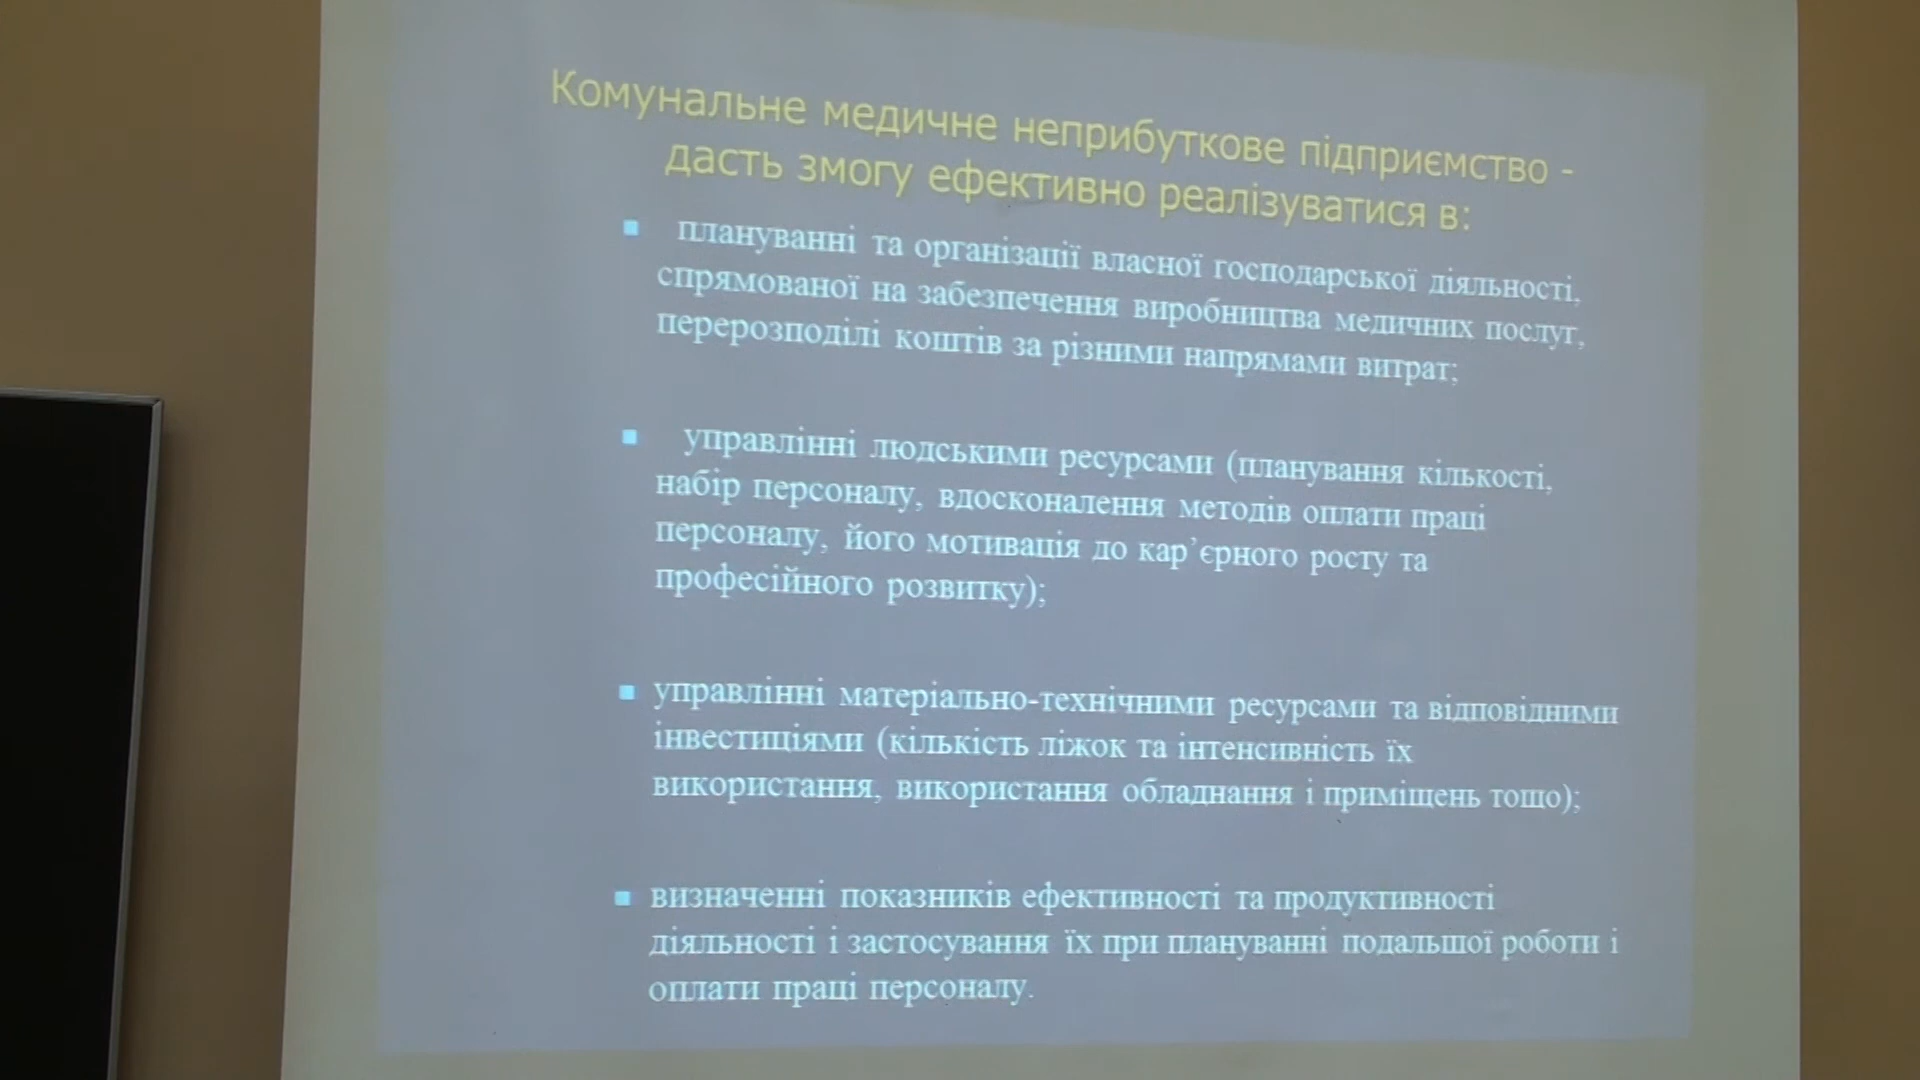 Комунальне медичне неприбуткове підприємство -
дасть змогу ефективно реалізуватися в:
плануванні та організації власної господарської діяльності,
спрямованої на забезпечення виробництва медичних послуг,
перерозподілі коштів за різними напрямами витрат;
управлінні людськими ресурсами (планування кількості,
набір персоналу, вдосконалення методів оплати праці
персоналу, його мотивація до кар’єрного росту та
професійного розвитку);
управлінні матеріально-технічними ресурсами та відповідними
інвестиціями (кількість ліжок та інтенсивність їх
використання, використання обладнання і приміщень тощо);
визначенні показників ефективності та продуктивності
діяльності і застосування їх при плануванні подальшої роботи і
оплати праці персоналу.